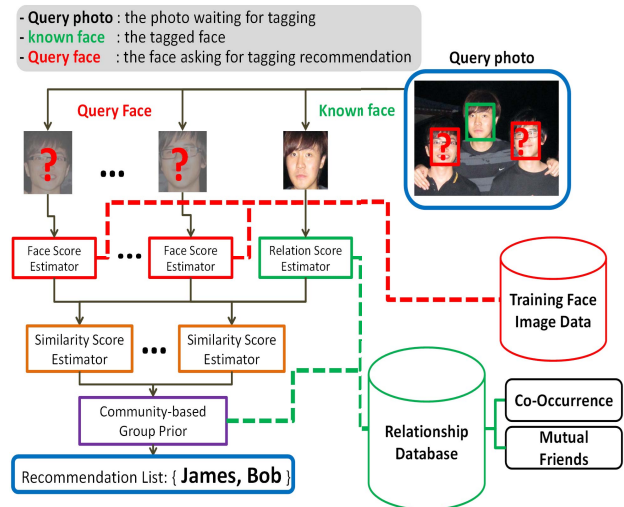 - Query photo : the photo waiting for tagging
- known face : the tagged face
- Query face : the face asking for tagging recommendation
Query photo
Query Face
Known face
?
...
?
?
?
Face Score
Estimator
...
Face Score
Estimator
Relation Score
Estimator
Training Face
Image Data
Similarity Score
Estimator
...
Similarity Score
Estimator
Community-based
Group Prior
Relationship
Database
Co-Occurrence
Mutual
Friends
Recommendation List: { James, Bob }